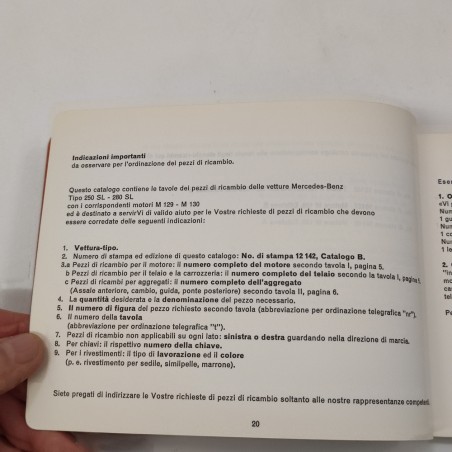 Indicazioni importanti
da osservare per l'ordinazione dei pezzi di ricambio.
Questo catalogo contiene le tavole dei pezzi di ricambio delle vetture Mercedes-Benz
Tipo 250 SL - 280 SL
con i corrispondenti motori M 129 - M 130
ed è destinato a servirVi di valido aiuto per le Vostre richieste di pezzi di ricambio che devono
essere corredate delle seguenti indicazioni:
1. Vettura-tipo.
2. Numero di stampa ed edizione di questo catalogo: No. di stampa 12 142, Catalogo B.
3.a Pezzi di ricambio per il motore: il numero completo del motore secondo tavola I, pagina 5.
b Pezzi di ricambio per il telaio e la carrozzeria: il numero completo del telaio secondo la tavola I, pagina
c Pezzi di ricambi per aggregati: il numero completo dell'aggregato
(Assale anteriore, cambio, guida, ponte posteriore) secondo tavola II, pagina 6.
4. La quantità desiderata o la denominazione del pezzo necessario.
5. Il numero di figura del pezzo richiesto secondo tavola (abbreviazione per ordinazione telegrafica "nr").
6. Il numero della tavola
(abbreviazione per ordinazione telegrafica "t").
7. Pezzi di ricambio non applicabili su ogni lato: sinistra o destra guardando nella direzione di marcia.
8. Per chiavi: il rispettivo numero della chiave.
9. Per i rivestimenti: il tipo di lavorazione ed il colore
(p. e. rivestimento per sedile, similpelle, marrone).
Siete pregati di indirizzare le Vostre richieste di pezzi di ricambio soltanto alle nostre rappresentanze
20
1.
2.